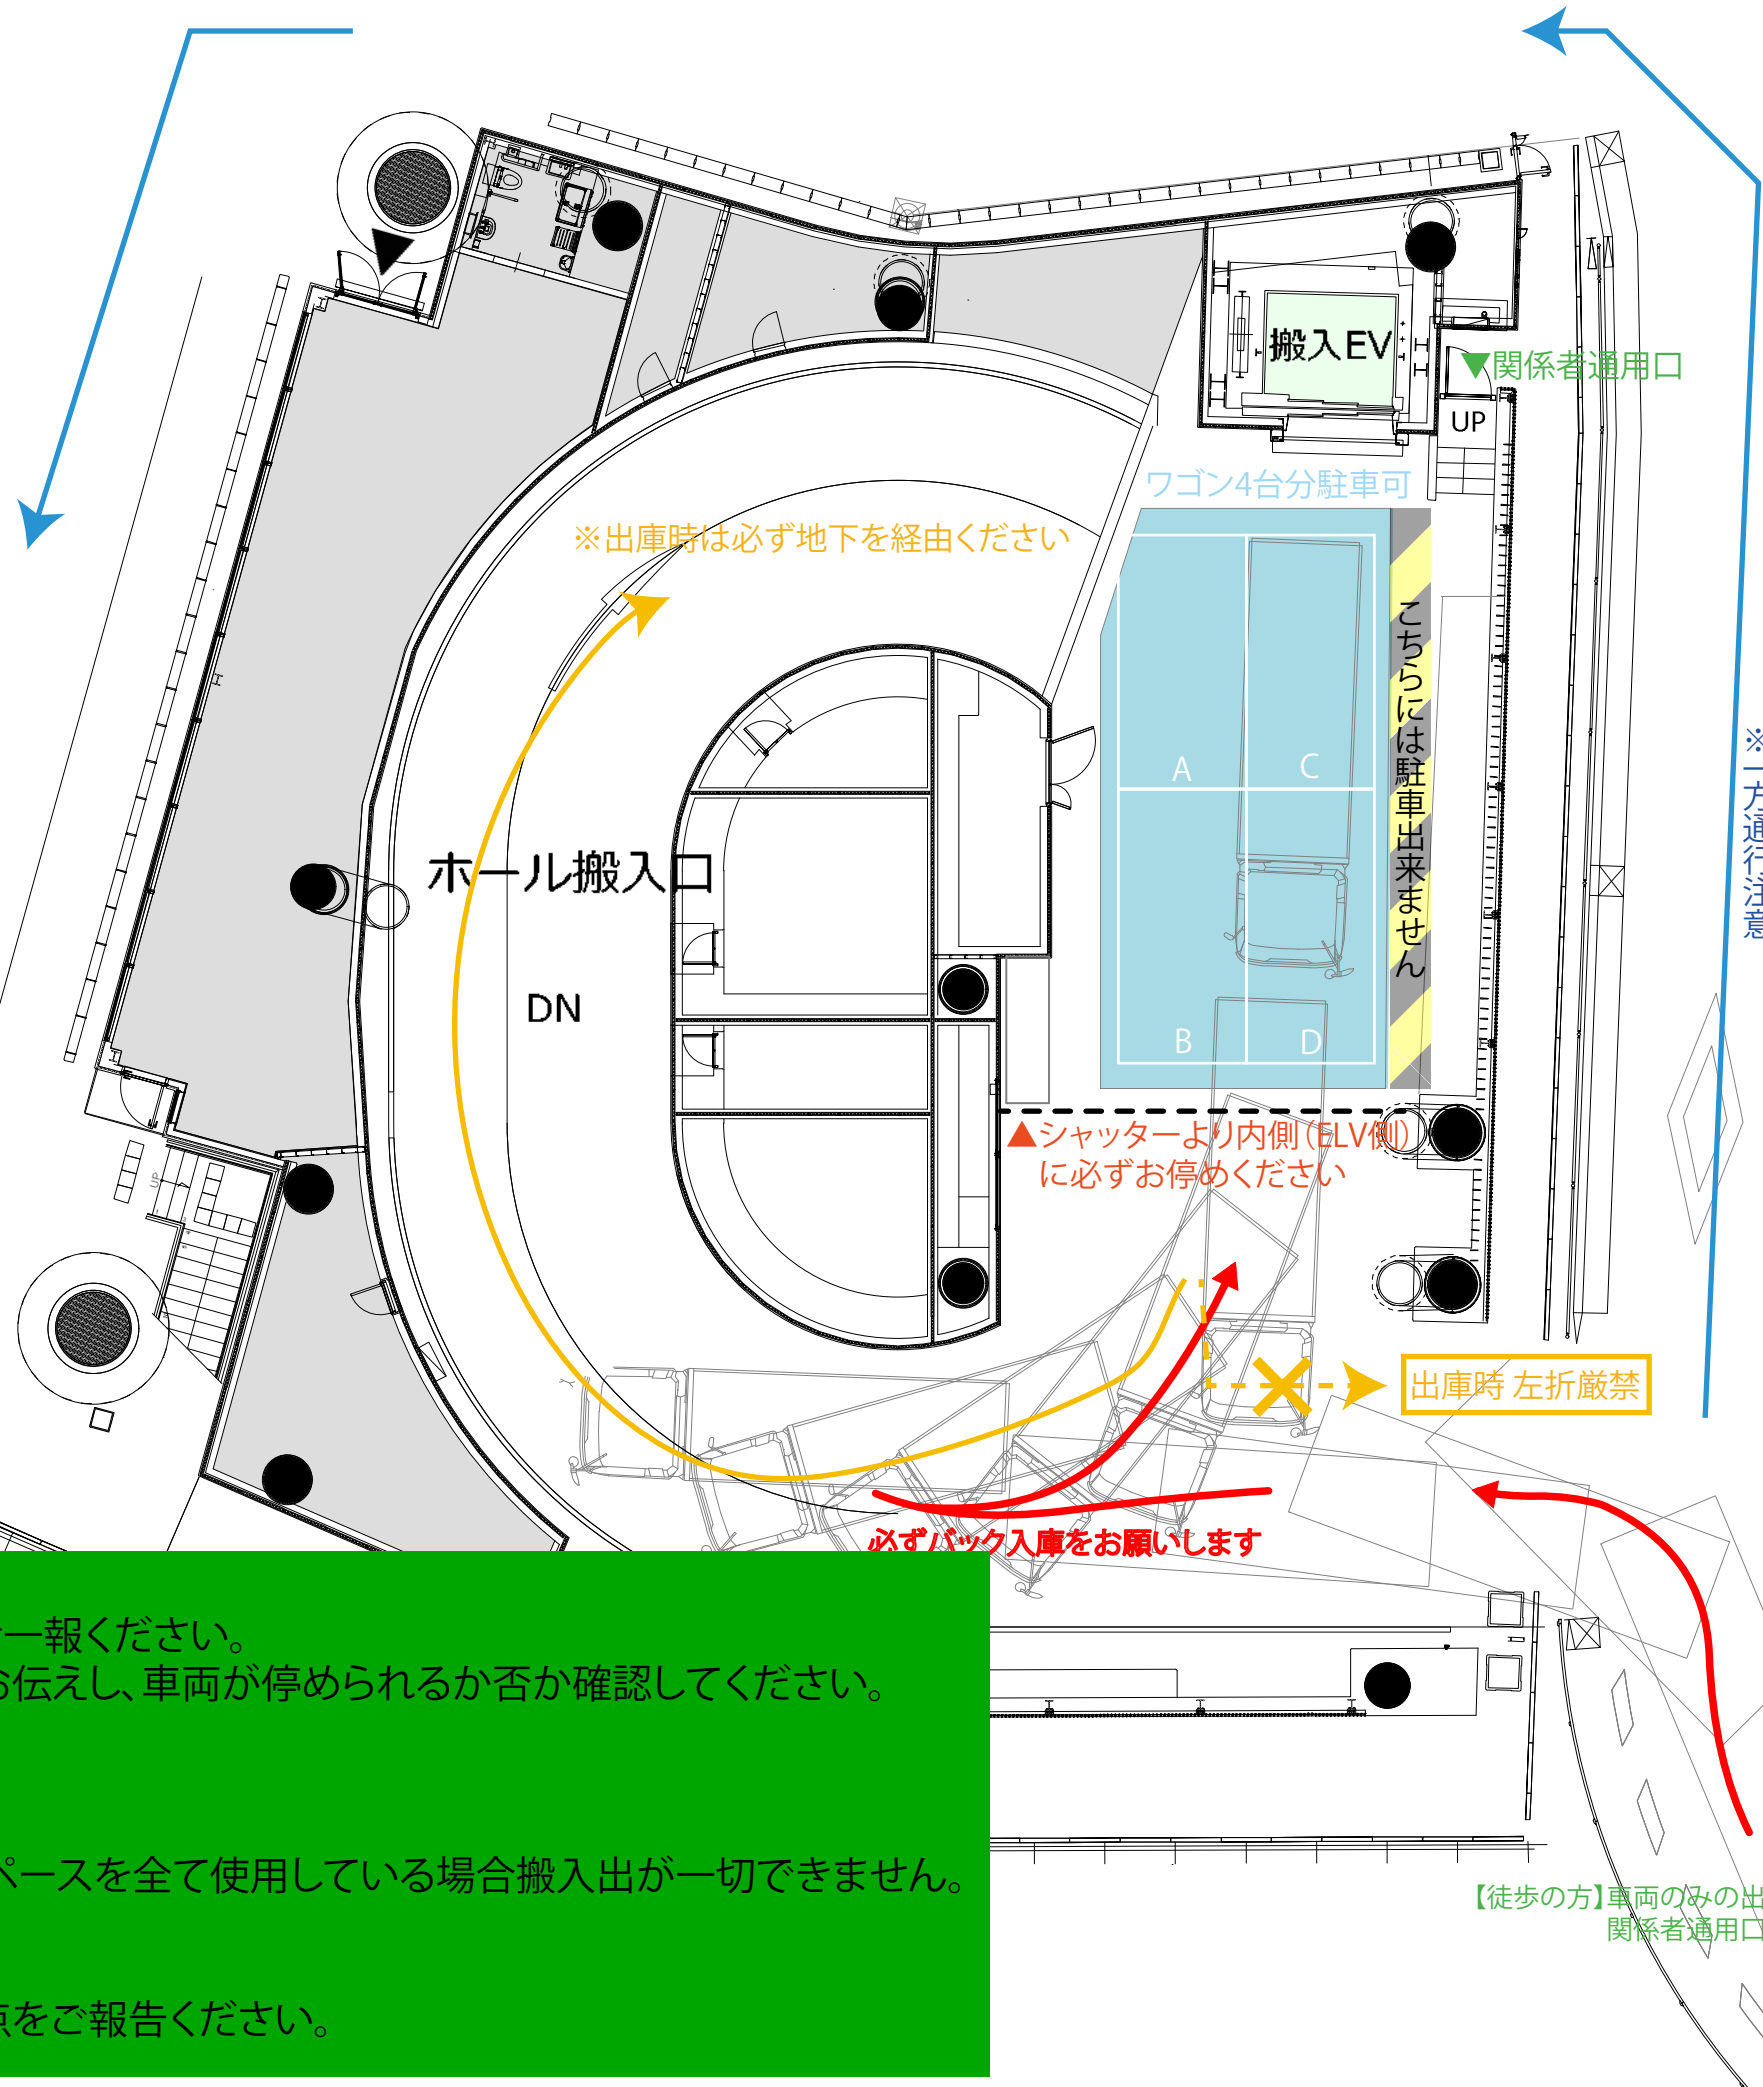 搬入EV
▼関係者通用口
UP
ワゴン4台分駐車可
※出庫時は必ず地下を経由ください
こちらには駐車出来ません
A
C
※一方通行注意
ホール搬入口
DN
B
D
▲シャッターより内側（ELV側）
に必ずお停めください
UP
出庫時 左折厳禁
必ずバック入庫をお願いします
一報ください。
お伝えし、車両が停められるか否か確認してください。
ペースを全て使用している場合搬入出が一切できません。
【徒歩の方】車両のみの出
関係者通用口
点をご報告ください。